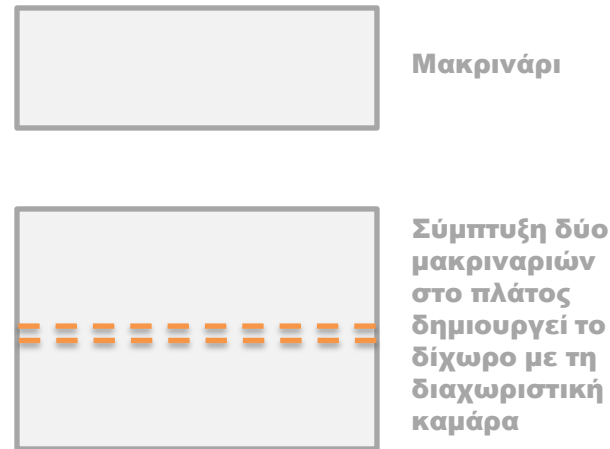 Μακρινάρι
Σύμπτυξη δύο
μακριναριών
στο πλάτος
δημιουργεί το
δίχωρο με τη
διαχωριστική
καμάρα